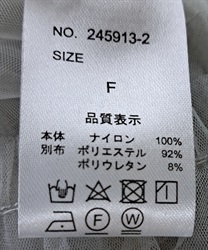 NO. 245913-2
SIZE
F
品質表示
本体 ナイロン 100%
別布 ポリエステル 92%
ポリウレタン 8%
F W